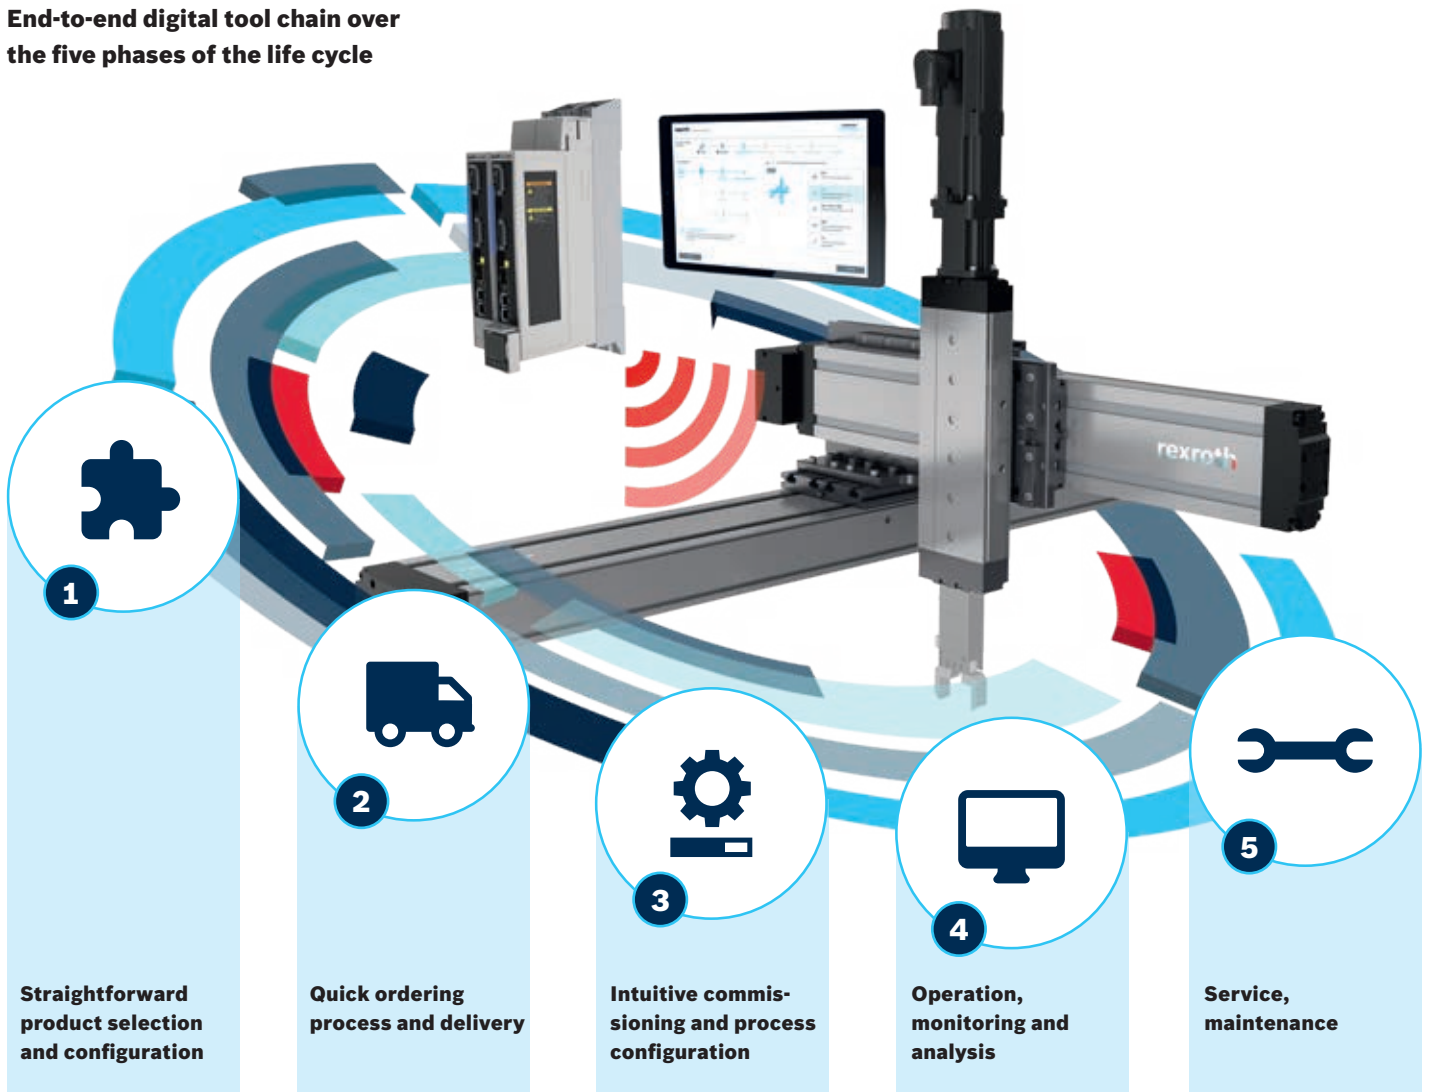 End-to-end digital tool chain over
the five phases of the life cycle
rexroth
1
2
3
4
5
Straightforward
product selection
and configuration
Quick ordering
process and delivery
Intuitive commis-
sioning and process
configuration
Operation,
monitoring and
analysis
Service,
maintenance